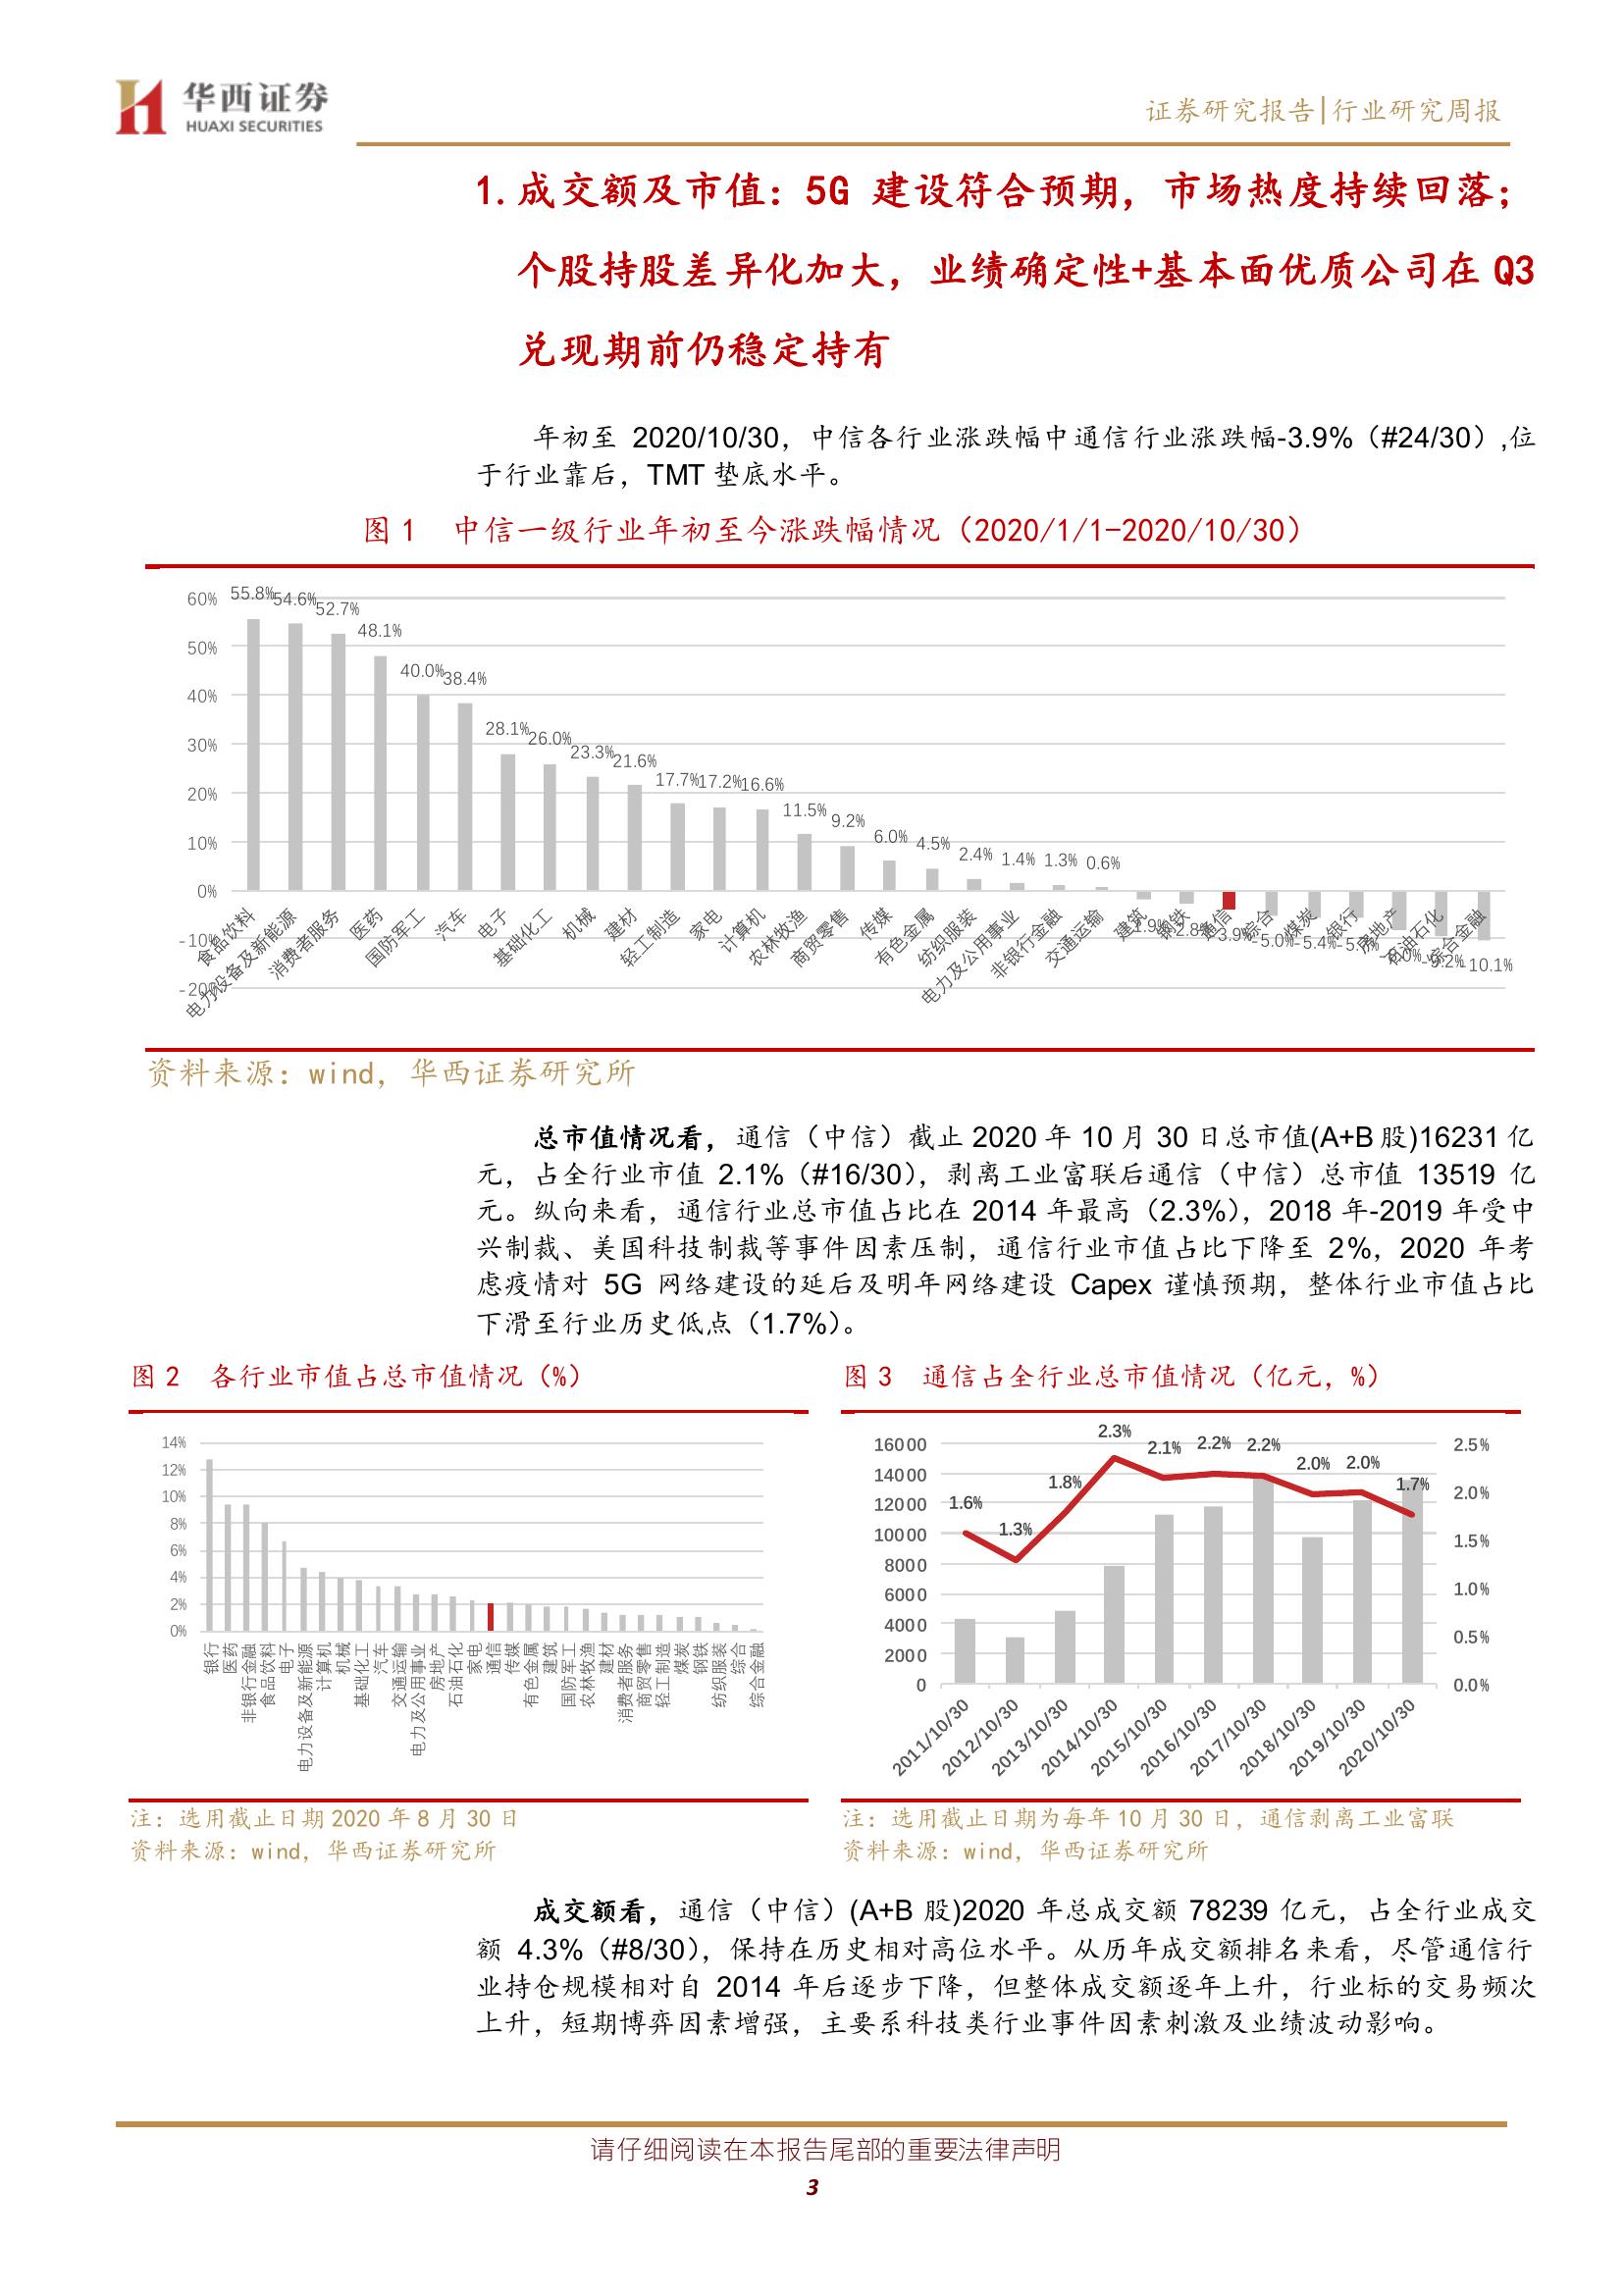 华西证券
HUAXI SECURITIES
证券研究报告|行业研究周报
1. 成交额及市值：5G 建设符合预期，市场热度持续回落；
个股持股差异化加大，业绩确定性+基本面优质公司在 Q3
兑现期前仍稳定持有
年初至 2020/10/30，中信各行业涨跌幅中通信行业涨跌幅-3.9%（#24/30）,位
于行业靠后，TMT 垫底水平。
图 1 中信一级行业年初至今涨跌幅情况（2020/1/1-2020/10/30）
60%
50%
40%
30%
20%
10%
0%
-10%
-20%
55.8% 54.6% 52.7% 48.1% 40.0% 38.4% 28.1% 26.0% 23.3% 21.6% 17.7% 17.2% 16.6% 11.5% 9.2% 6.0% 4.5% 2.4% 1.4% 1.3% 0.6% -2.8% -3.9% -5.0% -5.4% -9.2% -10.1%
食品饮料 电力设备及新能源 消费者服务 医药 国防军工 汽车 电子 基础化工 机械 建材 轻工制造 家电 计算机 农林牧渔 商贸零售 传媒 有色金属 纺织服装 电力及公用事业 非银行金融 交通运输 建筑 钢铁 通信 综合 煤炭 银行 房地产 石油石化 综合金融
资料来源：wind，华西证券研究所
总市值情况看，通信（中信）截止 2020 年 10 月 30 日总市值(A+B 股)16231 亿
元，占全行业市值 2.1%（#16/30），剥离工业富联后通信（中信）总市值 13519 亿
元。纵向来看，通信行业总市值占比在 2014 年最高（2.3%），2018 年-2019 年受中
兴制裁、美国科技制裁等事件因素压制，通信行业市值占比下降至 2%，2020 年考
虑疫情对 5G 网络建设的延后及明年网络建设 Capex 谨慎预期，整体行业市值占比
下滑至行业历史低点（1.7%）。
图 2 各行业市值占总市值情况（%）
14%
12%
10%
8%
6%
4%
2%
0%
银行 医药 非银行金融 食品饮料 电子 电力设备及新能源 计算机 机械 基础化工 汽车 交通运输 电力及公用事业 房地产 石油石化 家电 通信 传媒 有色金属 建筑 国防军工 农林牧渔 建材 消费者服务 商贸零售 轻工制造 煤炭 钢铁 纺织服装 综合 综合金融
注：选用截止日期 2020 年 8 月 30 日
资料来源：wind，华西证券研究所
图 3 通信占全行业总市值情况（亿元，%）
16000
14000
12000
10000
8000
6000
4000
2000
0
1.6% 1.3% 1.8% 2.3% 2.1% 2.2% 2.2% 2.0% 2.0% 1.7%
2.5%
2.0%
1.5%
1.0%
0.5%
0.0%
2011/10/30 2012/10/30 2013/10/30 2014/10/30 2015/10/30 2016/10/30 2017/10/30 2018/10/30 2019/10/30 2020/10/30
注：选用截止日期为每年 10 月 30 日，通信剥离工业富联
资料来源：wind，华西证券研究所
成交额看，通信（中信）(A+B 股)2020 年总成交额 78239 亿元，占全行业成交
额 4.3%（#8/30），保持在历史相对高位水平。从历年成交额排名来看，尽管通信行
业持仓规模相对自 2014 年后逐步下降，但整体成交额逐年上升，行业标的交易频次
上升，短期博弈因素增强，主要系科技类行业事件因素刺激及业绩波动影响。
请仔细阅读在本报告尾部的重要法律声明
3